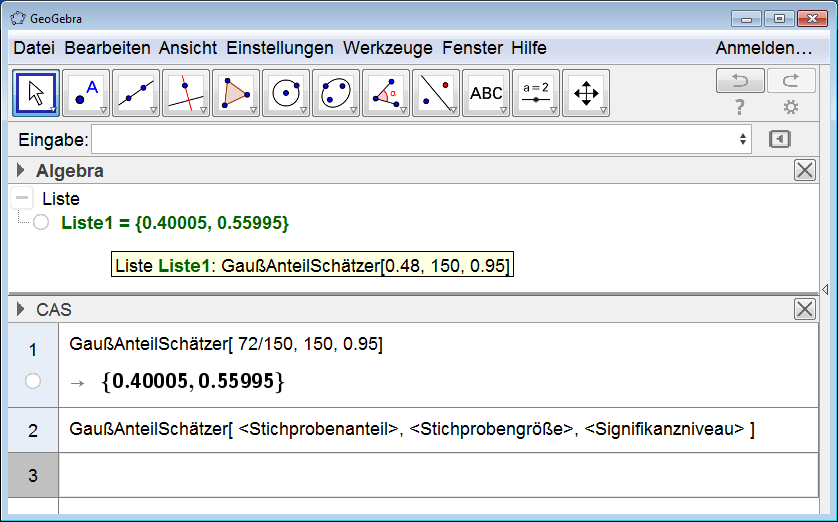 GeoGebra
Datei Bearbeiten Ansicht Einstellungen Werkzeuge Fenster Hilfe Anmelden...
A α ABC a = 2 ?
Eingabe:
Algebra
Liste
Liste1 = {0.40005, 0.55995}
Liste Liste1: GaußAnteilSchätzer[0.48, 150, 0.95]
CAS
1 GaußAnteilSchätzer[ 72/150, 150, 0.95]
→ {0.40005, 0.55995}
2 GaußAnteilSchätzer[ <Stichprobenanteil>, <Stichprobengröße>, <Signifikanzniveau> ]
3